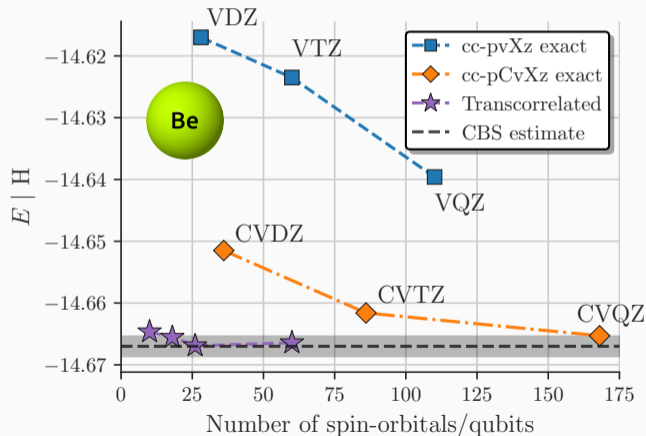 VDZ
VTZ
VQZ
CVDZ
CVTZ
CVQZ
Be
cc-pvXz exact
cc-pCvXz exact
Transcorrelated
CBS estimate
E | H
−14.62
−14.63
−14.64
−14.65
−14.66
−14.67
0 25 50 75 100 125 150 175
Number of spin-orbitals/qubits